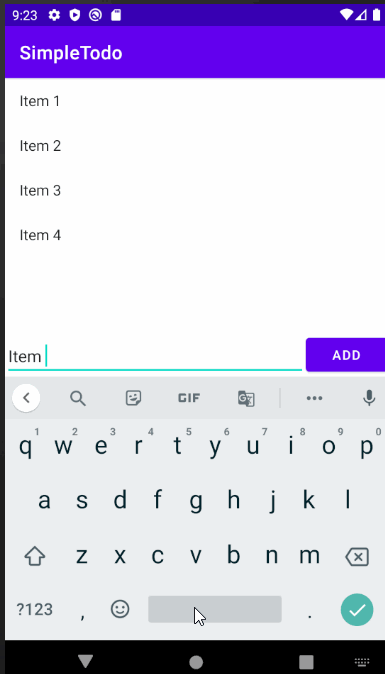 9:23
SimpleTodo
Item 1
Item 2
Item 3
Item 4
Item
ADD
GIF
1 2 3 4 5 6 7 8 9 0
q w e r t y u i o p
a s d f g h j k l
z x c v b n m
?123 , .